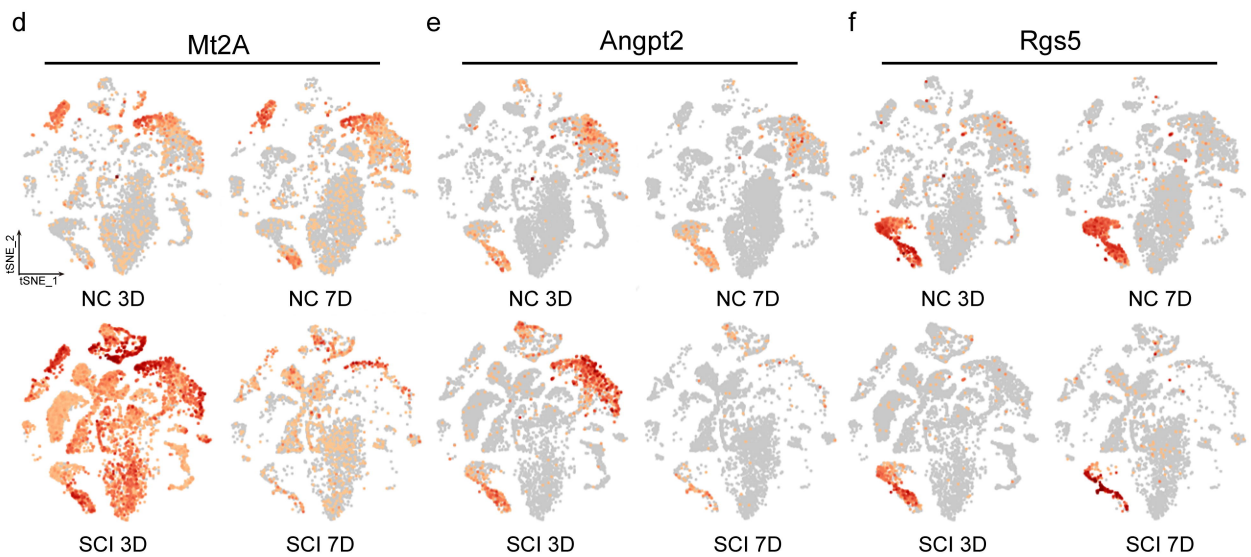 d
Mt2A
e
Angpt2
f
Rgs5
tSNE_2
tSNE_1
NC 3D
NC 7D
NC 3D
NC 7D
NC 3D
NC 7D
SCI 3D
SCI 7D
SCI 3D
SCI 7D
SCI 3D
SCI 7D